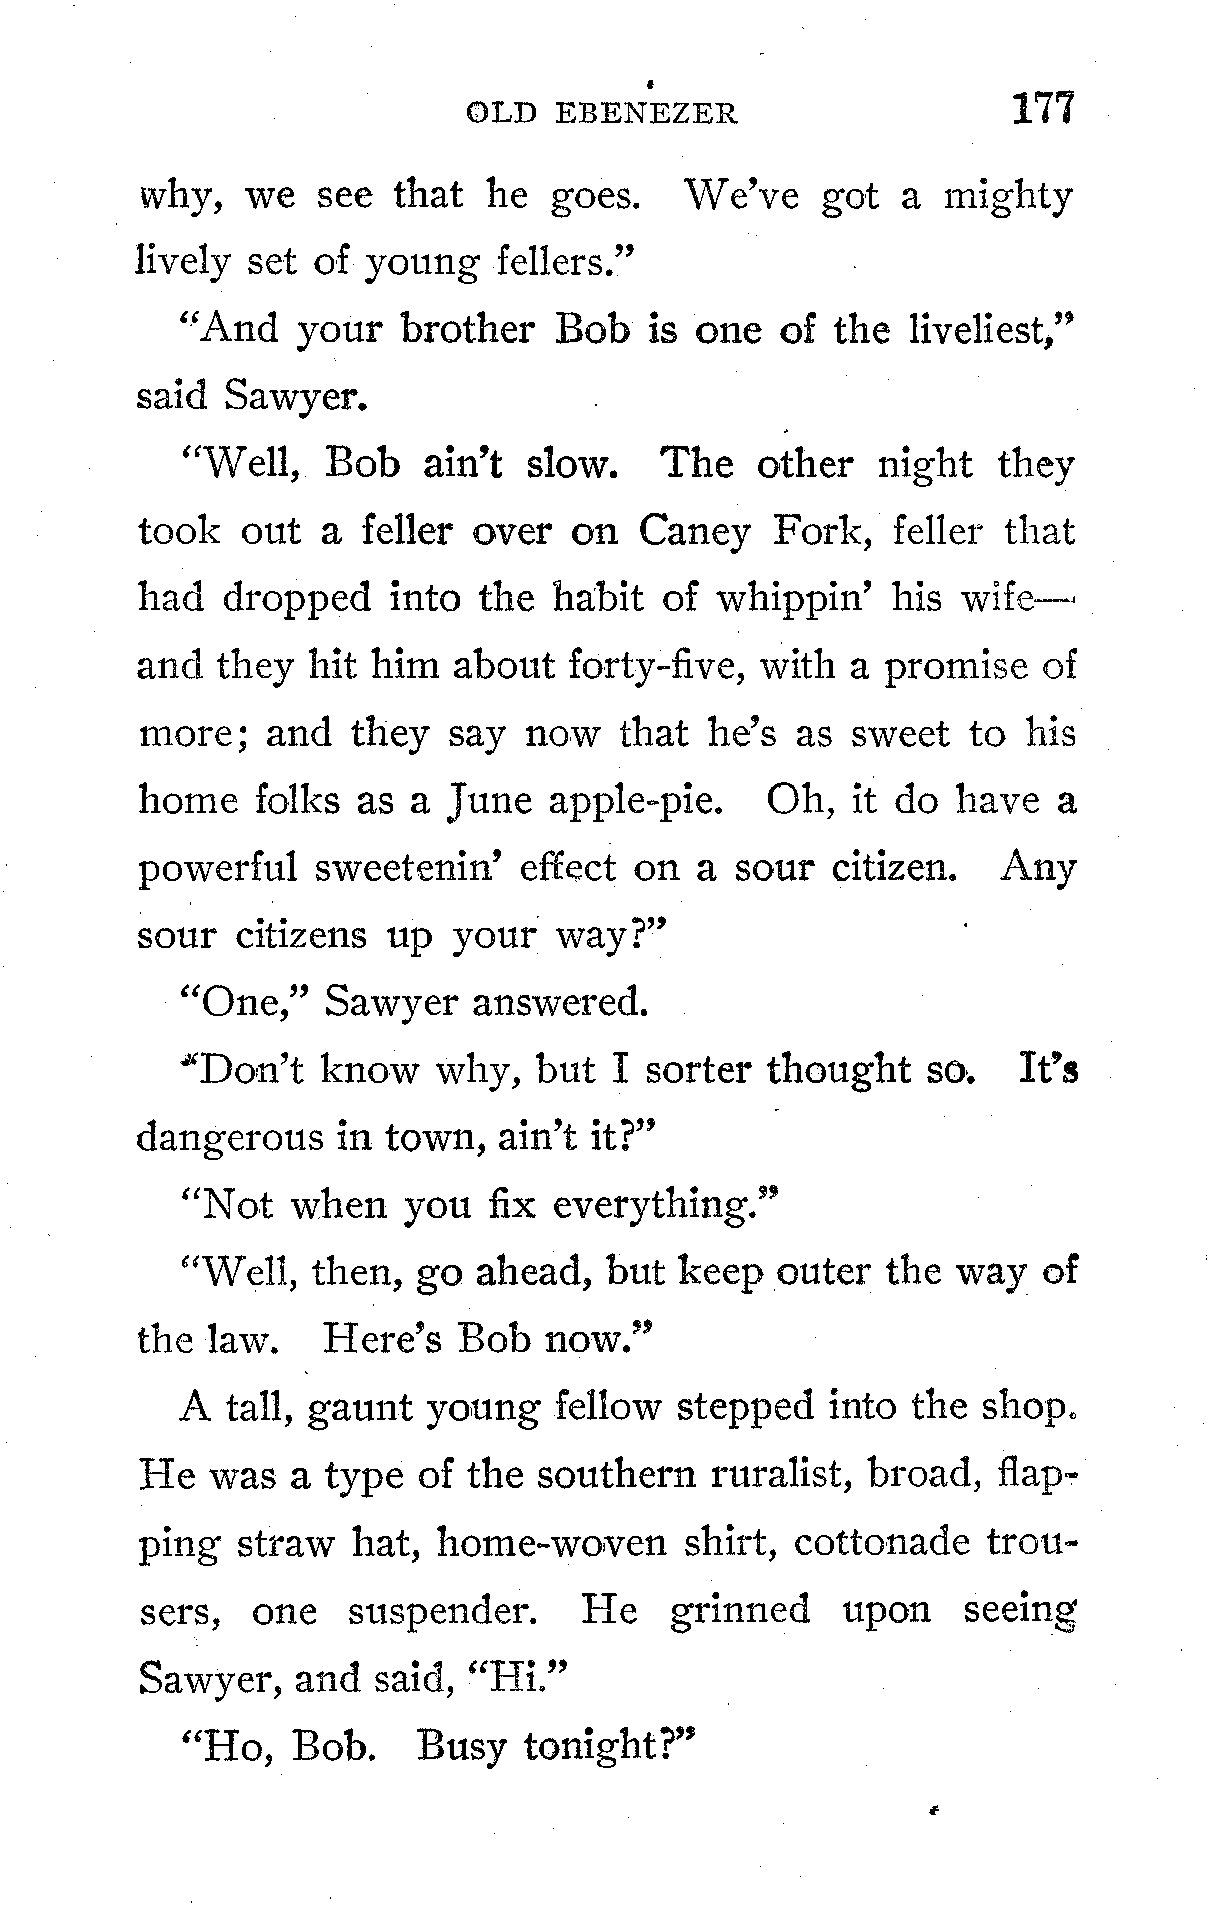 OLD EBENEZER 177
why, we see that he goes. We've got a mighty
lively set of young fellers."
"And your brother Bob is one of the liveliest,"
said Sawyer.
"Well, Bob ain't slow. The other night they
took out a feller over on Caney Fork, feller that
had dropped into the habit of whippin' his wife—
and they hit him about forty-five, with a promise of
more; and they say now that he's as sweet to his
home folks as a June apple-pie. Oh, it do have a
powerful sweetenin' effect on a sour citizen. Any
sour citizens up your way?"
"One," Sawyer answered.
"Don't know why, but I sorter thought so. It's
dangerous in town, ain't it?"
"Not when you fix everything."
"Well, then, go ahead, but keep outer the way of
the law. Here's Bob now."
A tall, gaunt young fellow stepped into the shop.
He was a type of the southern ruralist, broad, flap-
ping straw hat, home-woven shirt, cottonade trou-
sers, one suspender. He grinned upon seeing
Sawyer, and said, "Hi."
"Ho, Bob. Busy tonight?"